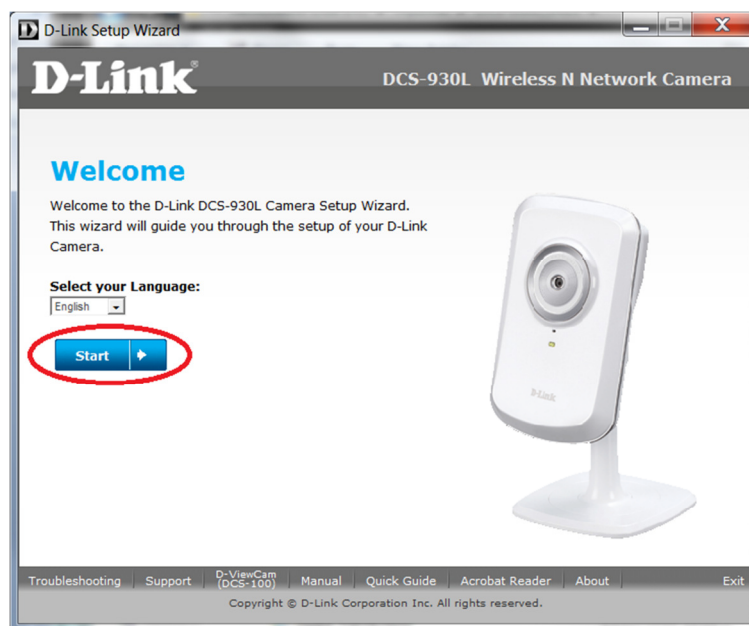 D-Link Setup Wizard
D-Link®
DCS-930L Wireless N Network Camera
Welcome
Welcome to the D-Link DCS-930L Camera Setup Wizard.
This wizard will guide you through the setup of your D-Link
Camera.
Select your Language:
English
Start
D-Link
Troubleshooting
Support
D-ViewCam
(DCS-100)
Manual
Quick Guide
Acrobat Reader
About
Exit
Copyright © D-Link Corporation Inc. All rights reserved.